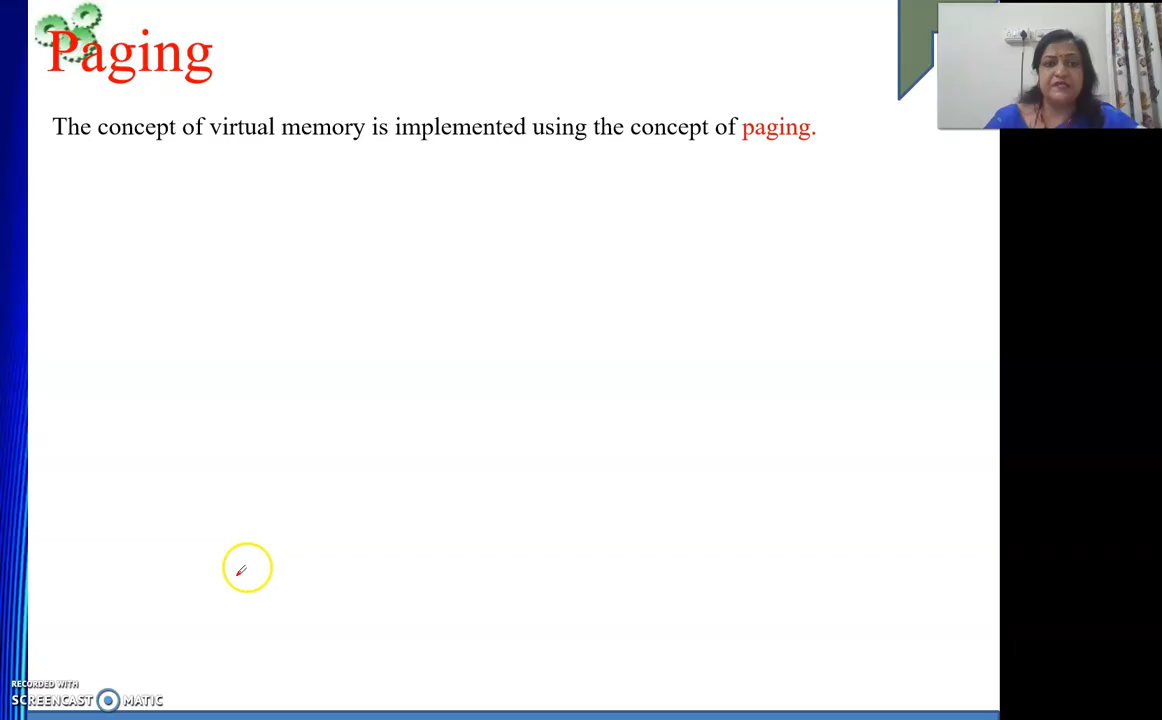 Paging
The concept of virtual memory is implemented using the concept of paging.
RECORDED WITH
SCREENCAST MATIC